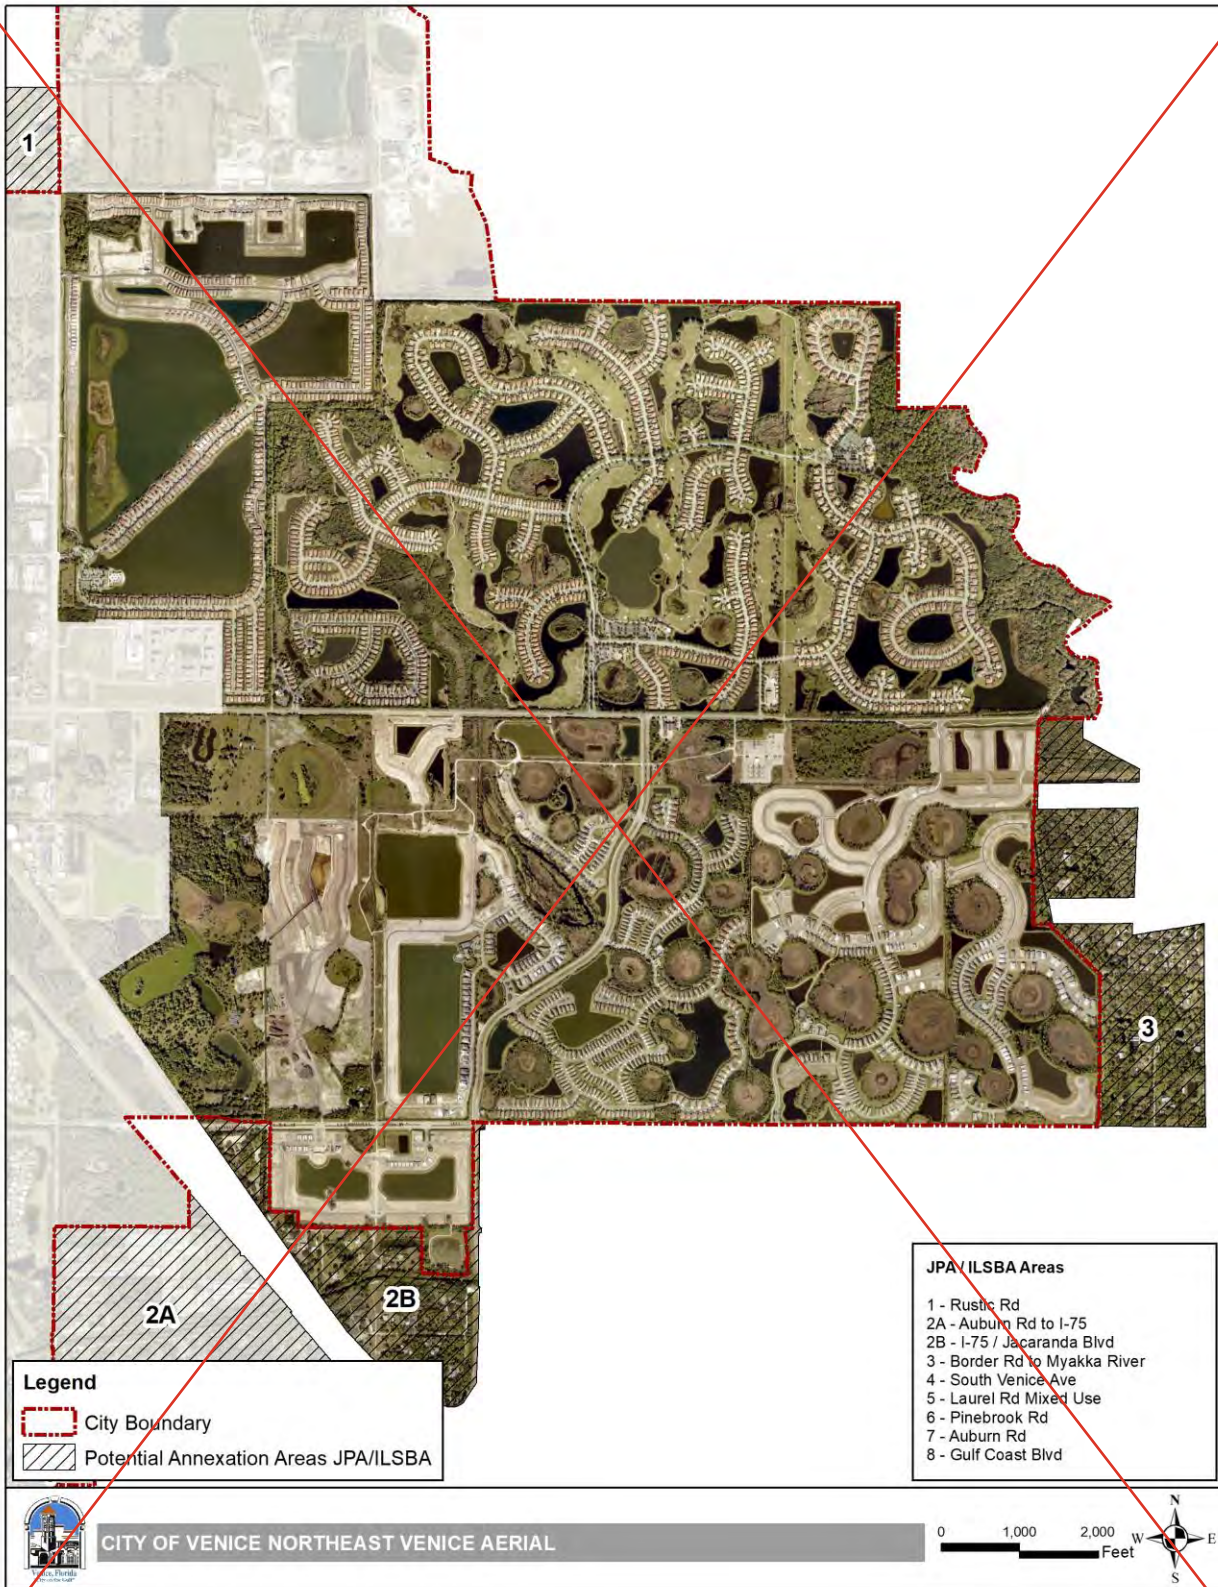 1
3
2B
2A
JPA / ILSBA Areas
1 - Rustic Rd
2A - Auburn Rd to I-75
2B - I-75 / Jacaranda Blvd
3 - Border Rd to Myakka River
4 - South Venice Ave
5 - Laurel Rd Mixed Use
6 - Pinebrook Rd
7 - Auburn Rd
8 - Gulf Coast Blvd
Legend
City Boundary
Potential Annexation Areas JPA/ILSBA
Venice, Florida
CITY OF VENICE NORTHEAST VENICE AERIAL
0 1,000 2,000
Feet
N
W E
S